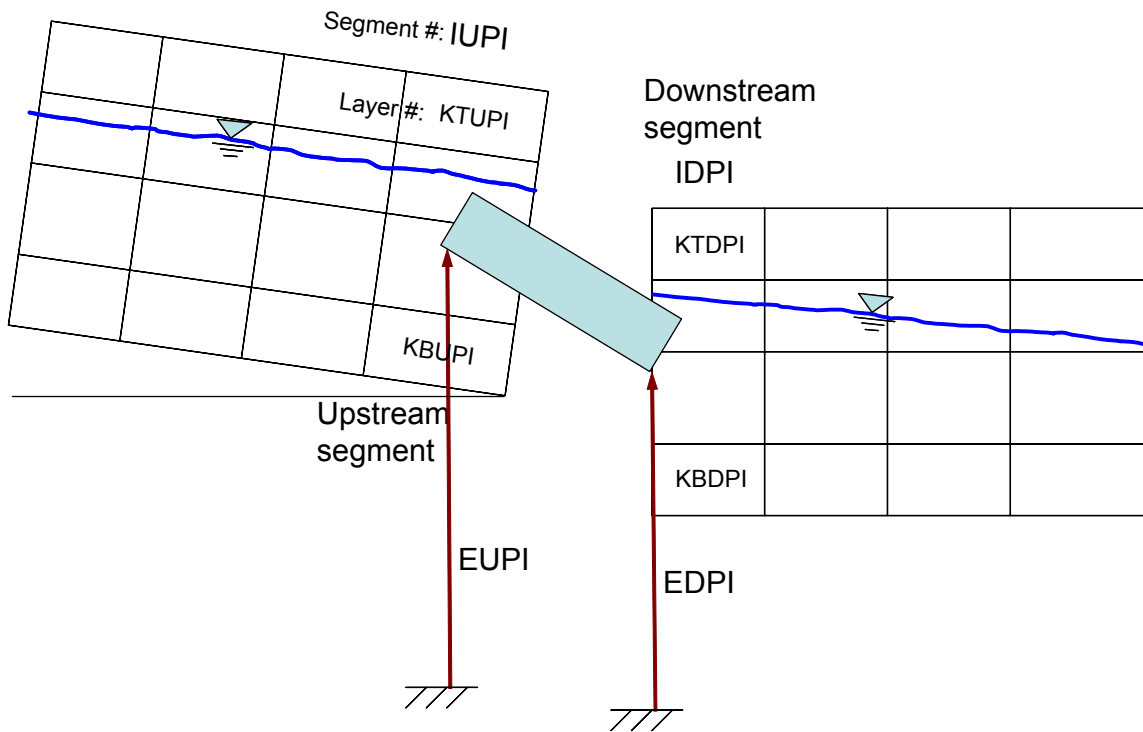 Segment #: IUPI
Layer #: KTUPI
Downstream
segment
IDPI
KTDPI
KBUPI
Upstream
segment
KBDPI
EUPI
EDPI